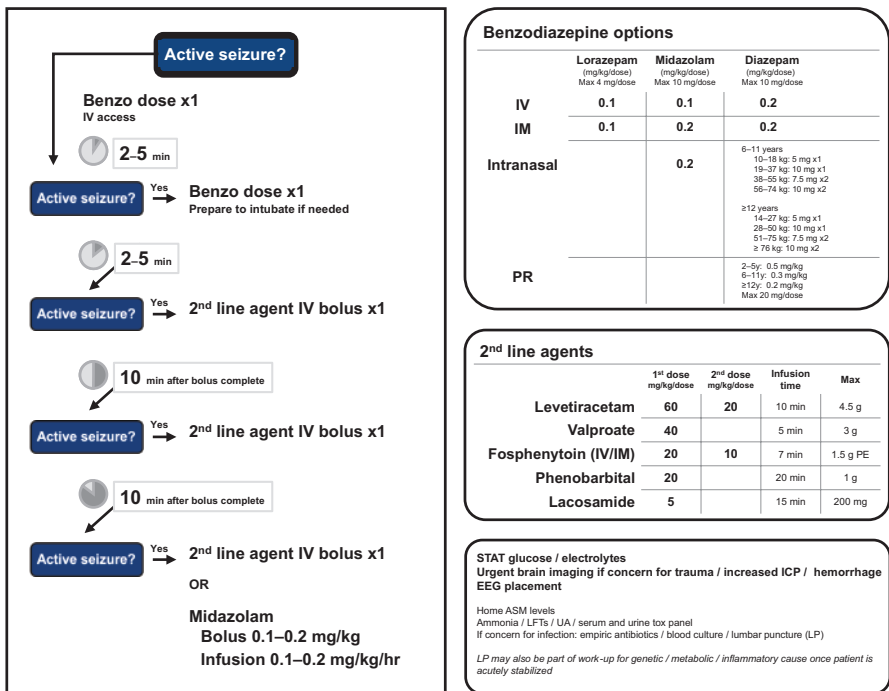 Active seizure?
Benzo dose x1
IV access
2–5 min
Active seizure? Yes Benzo dose x1
Prepare to intubate if needed
2–5 min
Active seizure? Yes 2nd line agent IV bolus x1
10 min after bolus complete
Active seizure? Yes 2nd line agent IV bolus x1
10 min after bolus complete
Active seizure? Yes 2nd line agent IV bolus x1
OR
Midazolam
Bolus 0.1–0.2 mg/kg
Infusion 0.1–0.2 mg/kg/hr
Benzodiazepine options
Lorazepam Midazolam Diazepam
(mg/kg/dose) (mg/kg/dose) (mg/kg/dose)
Max 4 mg/dose Max 10 mg/dose Max 10 mg/dose
IV 0.1 0.1 0.2
IM 0.1 0.2 0.2
Intranasal 0.2
6–11 years
10–18 kg: 5 mg x1
19–37 kg: 10 mg x1
38–55 kg: 7.5 mg x2
56–74 kg: 10 mg x2
≥12 years
14–27 kg: 5 mg x1
28–50 kg: 10 mg x1
51–75 kg: 7.5 mg x2
≥ 76 kg: 10 mg x2
PR
2–5y: 0.5 mg/kg
6–11y: 0.3 mg/kg
≥12y: 0.2 mg/kg
Max 20 mg/dose
2nd line agents
1st dose 2nd dose Infusion Max
mg/kg/dose mg/kg/dose time
Levetiracetam 60 20 10 min 4.5 g
Valproate 40 5 min 3 g
Fosphenytoin (IV/IM) 20 10 7 min 1.5 g PE
Phenobarbital 20 20 min 1 g
Lacosamide 5 15 min 200 mg
STAT glucose / electrolytes
Urgent brain imaging if concern for trauma / increased ICP / hemorrhage
EEG placement
Home ASM levels
Ammonia / LFTs / UA / serum and urine tox panel
If concern for infection: empiric antibiotics / blood culture / lumbar puncture (LP)
LP may also be part of work-up for genetic / metabolic / inflammatory cause once patient is
acutely stabilized